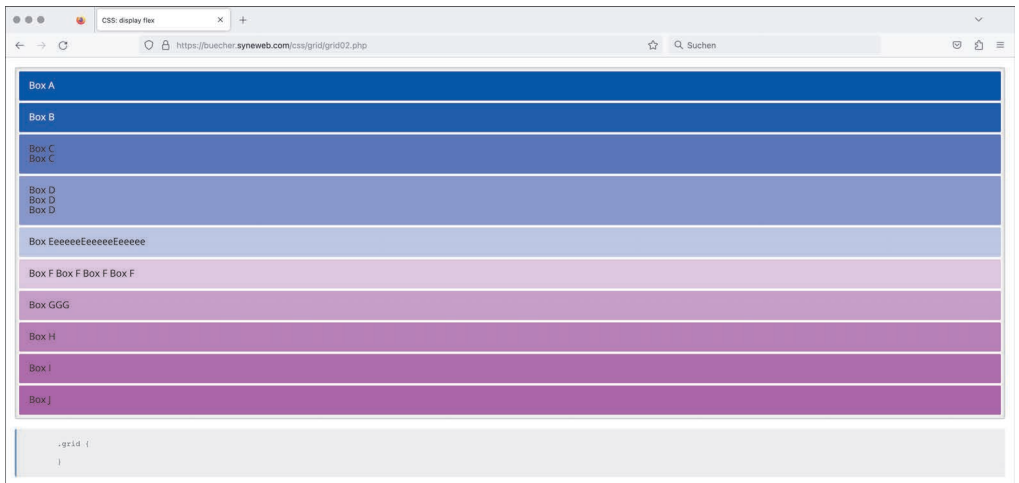 CSS: display flex
https://buecher.syneweb.com/css/grid/grid02.php
Suchen
Box A
Box B
Box C
Box C
Box D
Box D
Box D
Box EeeeeeEeeeeeEeeeee
Box F Box F Box F Box F
Box GGG
Box H
Box I
Box J
.grid {
}